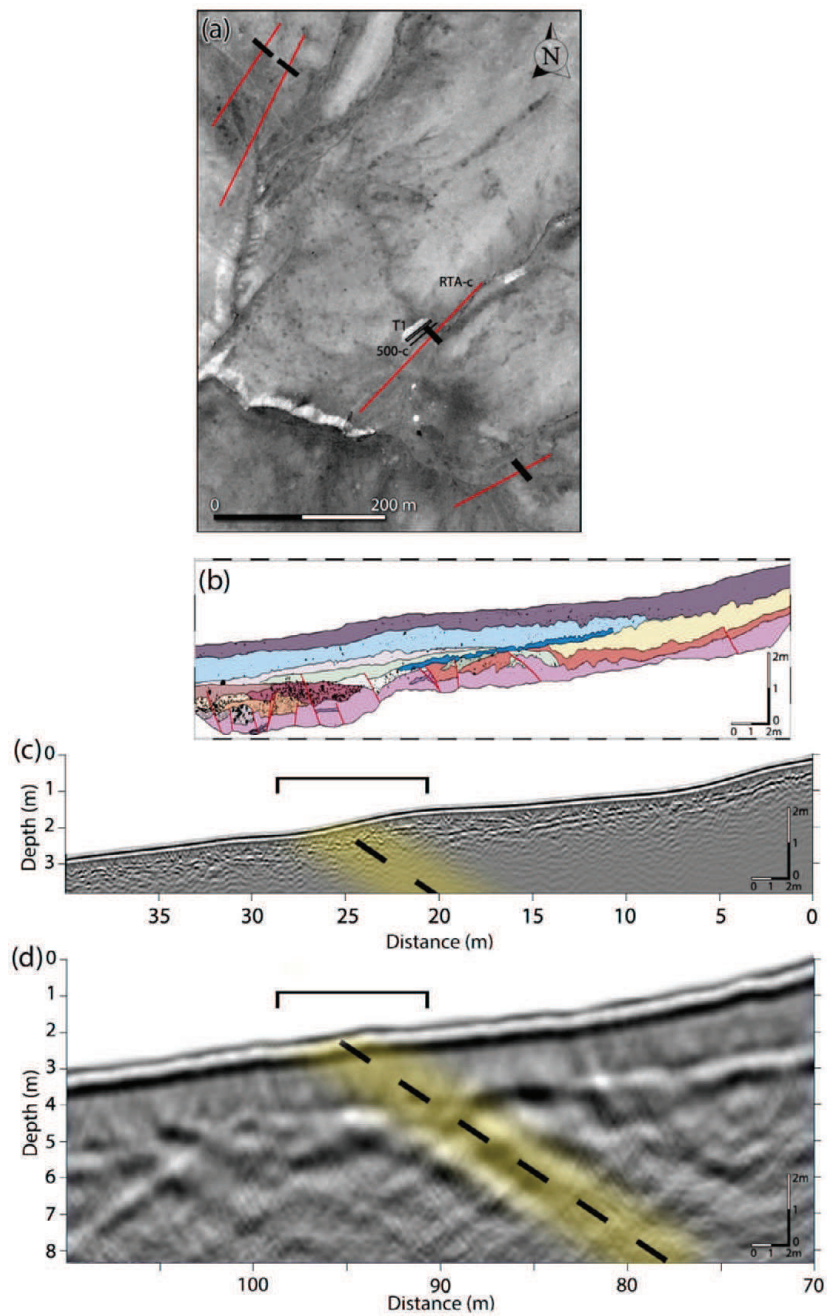 (a)
N
RTA-c
T1
500-c
0 200 m
(b)
2m
1
0
0 1 2m
(c)
0
1
2
3
Depth (m)
2m
1
0
0 1 2m
35 30 25 20 15 10 5 0
Distance (m)
(d)
0
1
2
3
4
5
6
7
8
Depth (m)
2m
1
0
0 1 2m
100 90 80 70
Distance (m)